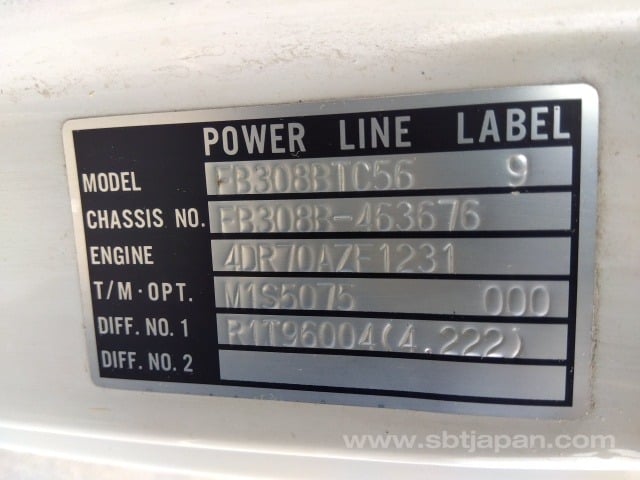 POWER LINE LABEL
MODEL FB308BTC56 9
CHASSIS NO. FB308B-463676
ENGINE 4DR70AZF1231
T/M·OPT. M1S5075 000
DIFF. NO. 1 R1T96004(4.222)
DIFF. NO. 2
www.sbtjapan.com